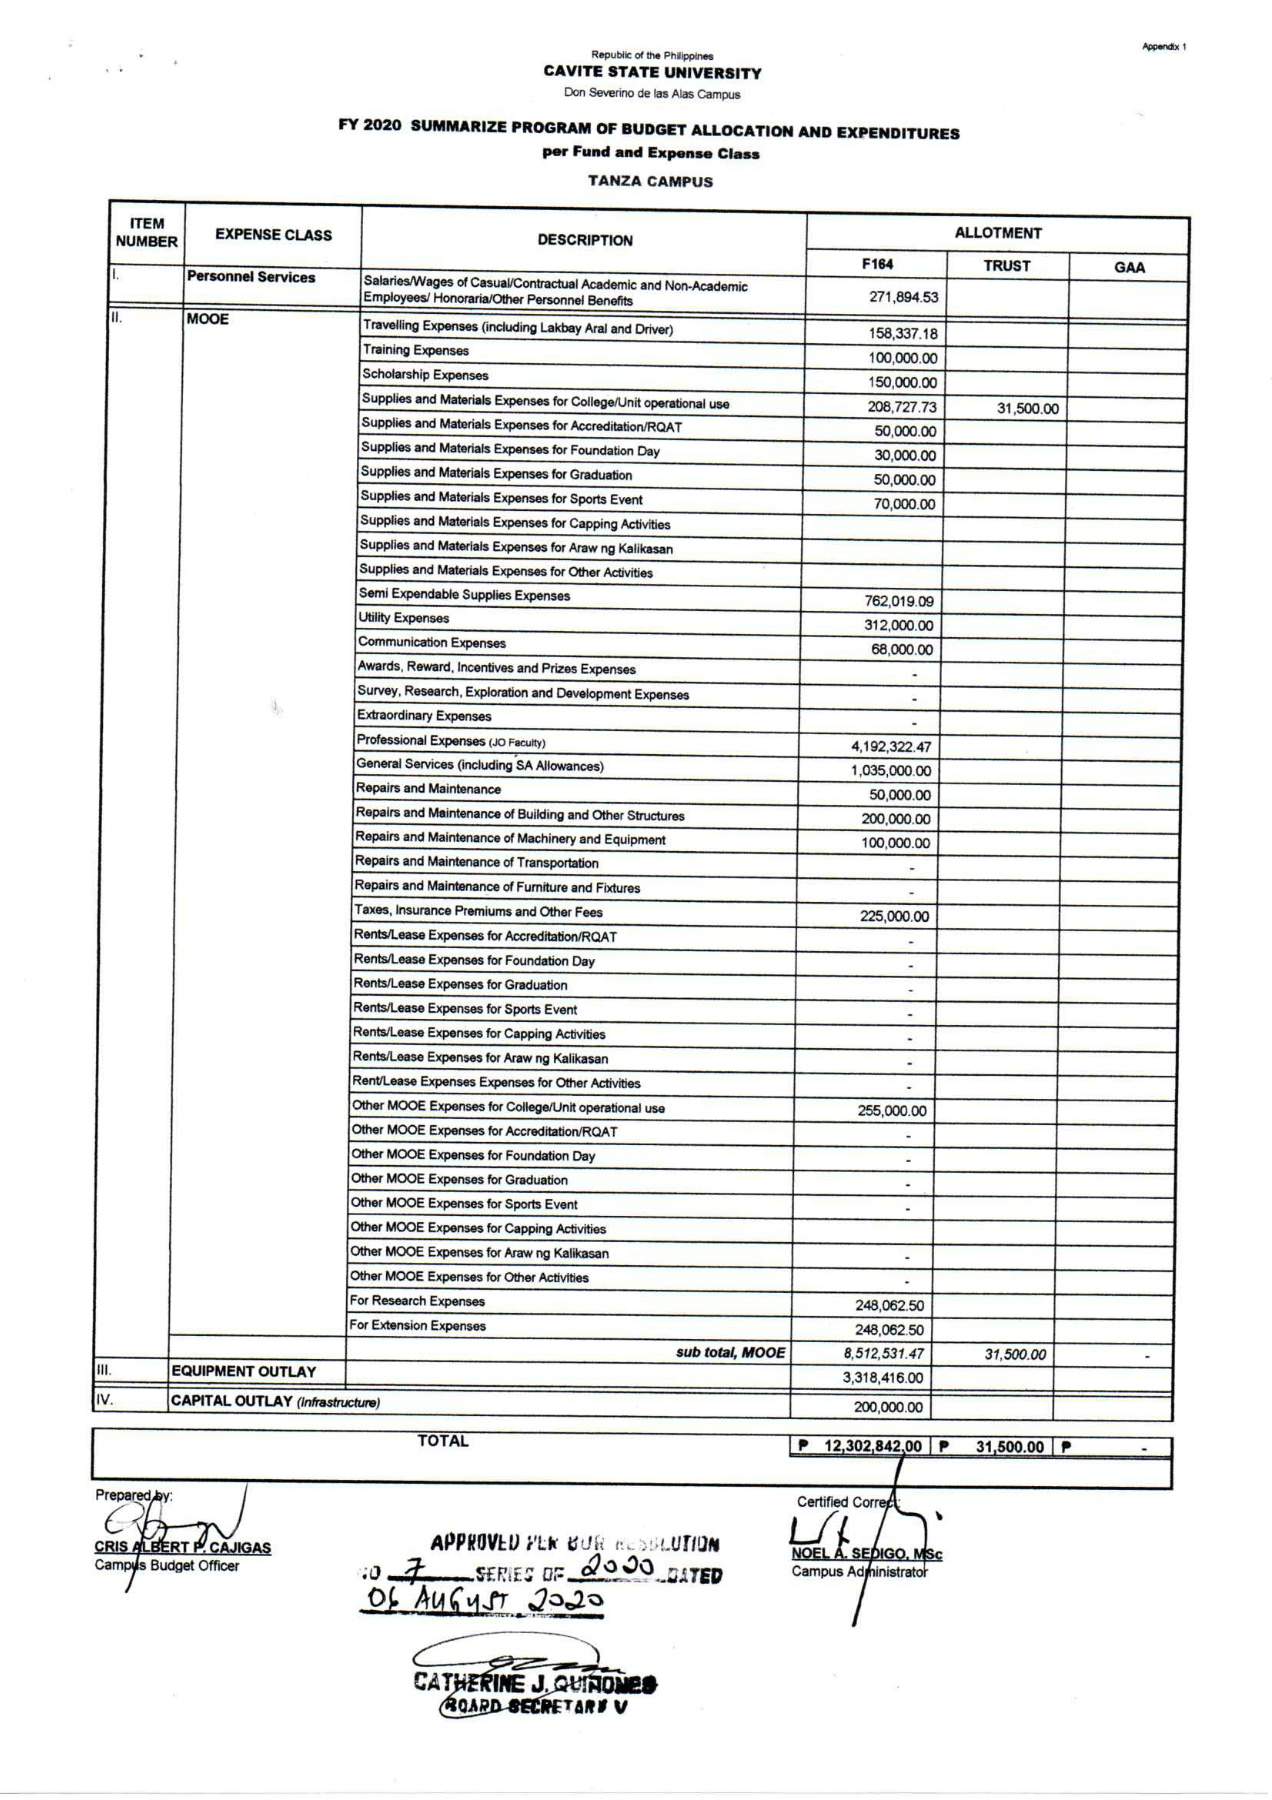 Appendix 1
Republic of the Philippines
CAVITE STATE UNIVERSITY
Don Severino de las Alas Campus
FY 2020 SUMMARIZE PROGRAM OF BUDGET ALLOCATION AND EXPENDITURES
per Fund and Expense Class
TANZA CAMPUS
ITEM NUMBER EXPENSE CLASS DESCRIPTION ALLOTMENT
F164 TRUST GAA
I. Personnel Services Salaries/Wages of Casual/Contractual Academic and Non-Academic
Employees/ Honoraria/Other Personnel Benefits 271,894.53
II. MOOE Travelling Expenses (including Lakbay Aral and Driver) 158,337.18
Training Expenses 100,000.00
Scholarship Expenses 150,000.00
Supplies and Materials Expenses for College/Unit operational use 208,727.73 31,500.00
Supplies and Materials Expenses for Accreditation/RQAT 50,000.00
Supplies and Materials Expenses for Foundation Day 30,000.00
Supplies and Materials Expenses for Graduation 50,000.00
Supplies and Materials Expenses for Sports Event 70,000.00
Supplies and Materials Expenses for Capping Activities
Supplies and Materials Expenses for Araw ng Kalikasan
Supplies and Materials Expenses for Other Activities
Semi Expendable Supplies Expenses 762,019.09
Utility Expenses 312,000.00
Communication Expenses 68,000.00
Awards, Reward, Incentives and Prizes Expenses -
Survey, Research, Exploration and Development Expenses -
Extraordinary Expenses -
Professional Expenses (JO Faculty) 4,192,322.47
General Services (including SA Allowances) 1,035,000.00
Repairs and Maintenance 50,000.00
Repairs and Maintenance of Building and Other Structures 200,000.00
Repairs and Maintenance of Machinery and Equipment 100,000.00
Repairs and Maintenance of Transportation -
Repairs and Maintenance of Furniture and Fixtures -
Taxes, Insurance Premiums and Other Fees 225,000.00
Rents/Lease Expenses for Accreditation/RQAT -
Rents/Lease Expenses for Foundation Day -
Rents/Lease Expenses for Graduation -
Rents/Lease Expenses for Sports Event -
Rents/Lease Expenses for Capping Activities -
Rents/Lease Expenses for Araw ng Kalikasan -
Rent/Lease Expenses Expenses for Other Activities -
Other MOOE Expenses for College/Unit operational use 255,000.00
Other MOOE Expenses for Accreditation/RQAT -
Other MOOE Expenses for Foundation Day -
Other MOOE Expenses for Graduation -
Other MOOE Expenses for Sports Event -
Other MOOE Expenses for Capping Activities
Other MOOE Expenses for Araw ng Kalikasan -
Other MOOE Expenses for Other Activities -
For Research Expenses 248,062.50
For Extension Expenses 248,062.50
sub total, MOOE 8,512,531.47 31,500.00 -
III. EQUIPMENT OUTLAY 3,318,416.00
IV. CAPITAL OUTLAY (Infrastructure) 200,000.00
TOTAL ₱ 12,302,842.00 ₱ 31,500.00 ₱ -
Prepared by:
CRIS ALBERT P. CAJIGAS
Campus Budget Officer
Certified Correct:
NOEL A. SEDIGO, MSc
Campus Administrator
APPROVED PER BOR RESOLUTION
NO 7 SERIES OF 2020 DATED
06 AUGUST 2020
CATHERINE J. QUIÑONES
BOARD SECRETARY V